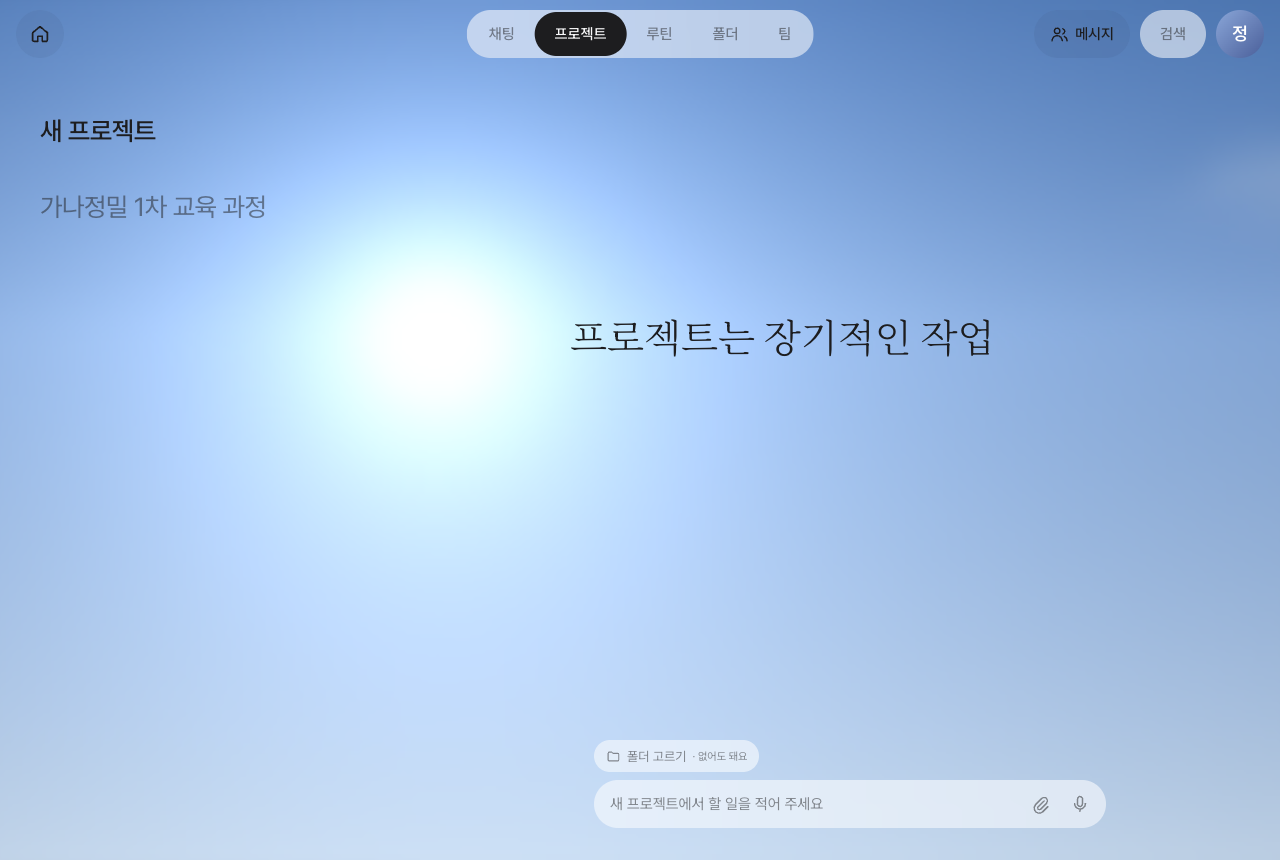 채팅
프로젝트
루틴
폴더
팀
메시지
검색
정
새 프로젝트
가나정밀 1차 교육 과정
프로젝트는 장기적인 작업
폴더 고르기 · 없어도 돼요
새 프로젝트에서 할 일을 적어 주세요